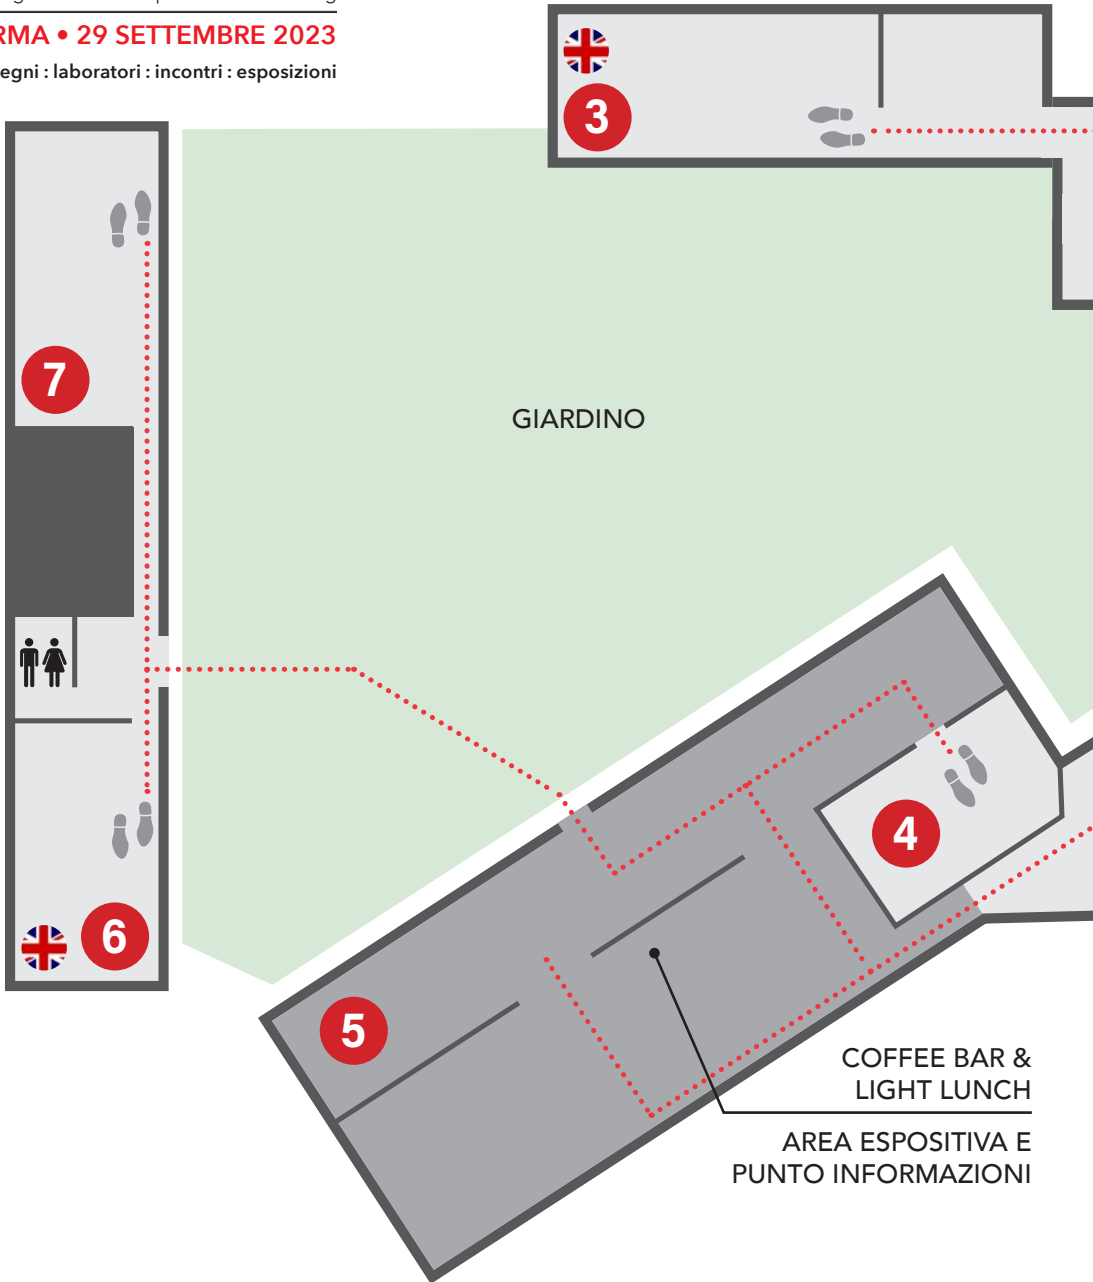 RMA • 29 SETTEMBRE 2023
egni : laboratori : incontri : esposizioni
3
7
GIARDINO
4
6
5
COFFEE BAR &
LIGHT LUNCH
AREA ESPOSITIVA E
PUNTO INFORMAZIONI